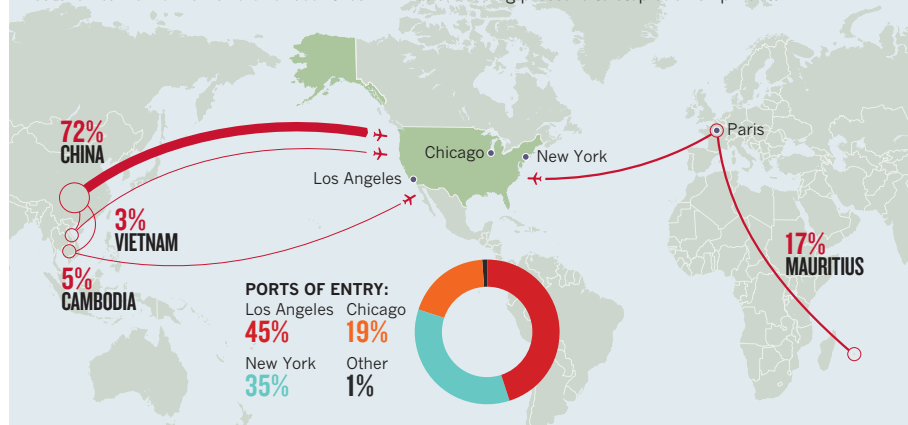 72%
CHINA
3%
VIETNAM
5%
CAMBODIA
Chicago
New York
Los Angeles
Paris
17%
MAURITIUS
PORTS OF ENTRY:
Los Angeles Chicago
45% 19%
New York Other
35% 1%